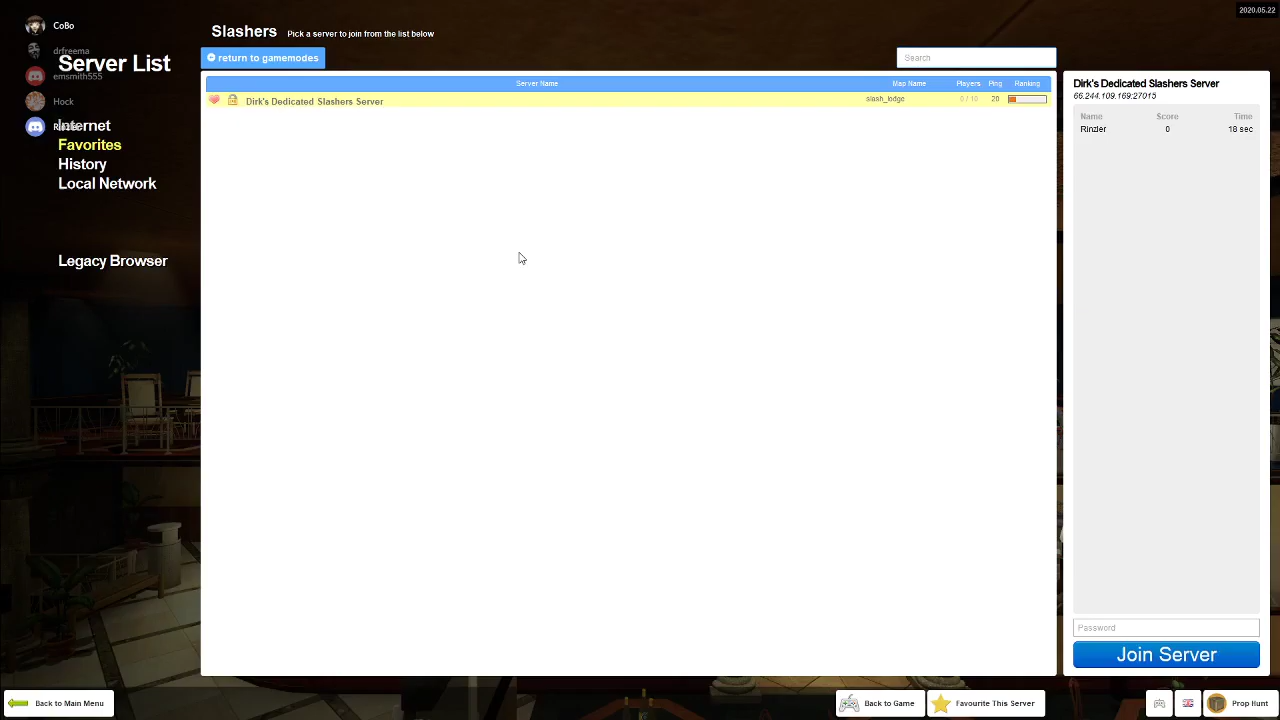 2020.05.22
CoBo
drfreema
emsmith555
Hock
Server List
Internet
Favorites
History
Local Network
Legacy Browser
Slashers Pick a server to join from the list below
return to gamemodes
Search
Server Name Map Name Players Ping Ranking
Dirk's Dedicated Slashers Server slash_lodge 0 / 10 20
Dirk's Dedicated Slashers Server
66.244.109.169:27015
Name Score Time
Rinzler 0 18 sec
Password
Join Server
Back to Main Menu
Back to Game
Favourite This Server
Prop Hunt